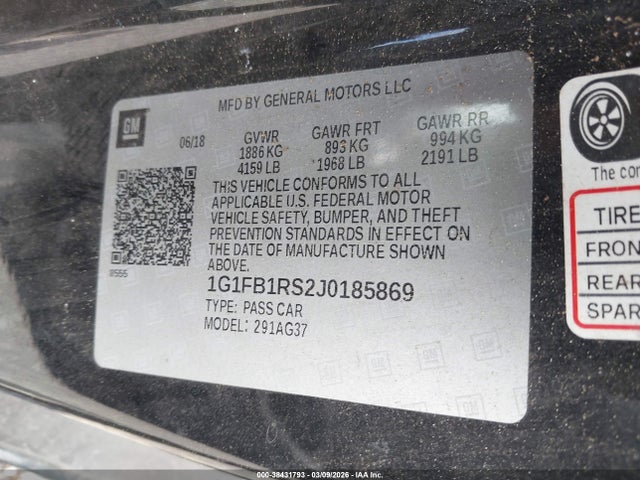 MFD BY GENERAL MOTORS LLC
GM
06/18
GVWR
1886 KG
4159 LB
GAWR FRT
893 KG
1968 LB
GAWR RR
994 KG
2191 LB
THIS VEHICLE CONFORMS TO ALL
APPLICABLE U.S. FEDERAL MOTOR
VEHICLE SAFETY, BUMPER, AND THEFT
PREVENTION STANDARDS IN EFFECT ON
THE DATE OF MANUFACTURE SHOWN
ABOVE.
1G1FB1RS2J0185869
TYPE: PASS CAR
MODEL: 291AG37
The co
TIRE
FRON
REAR
SPAR
000-38431793 - 03/09/2026 - IAABU